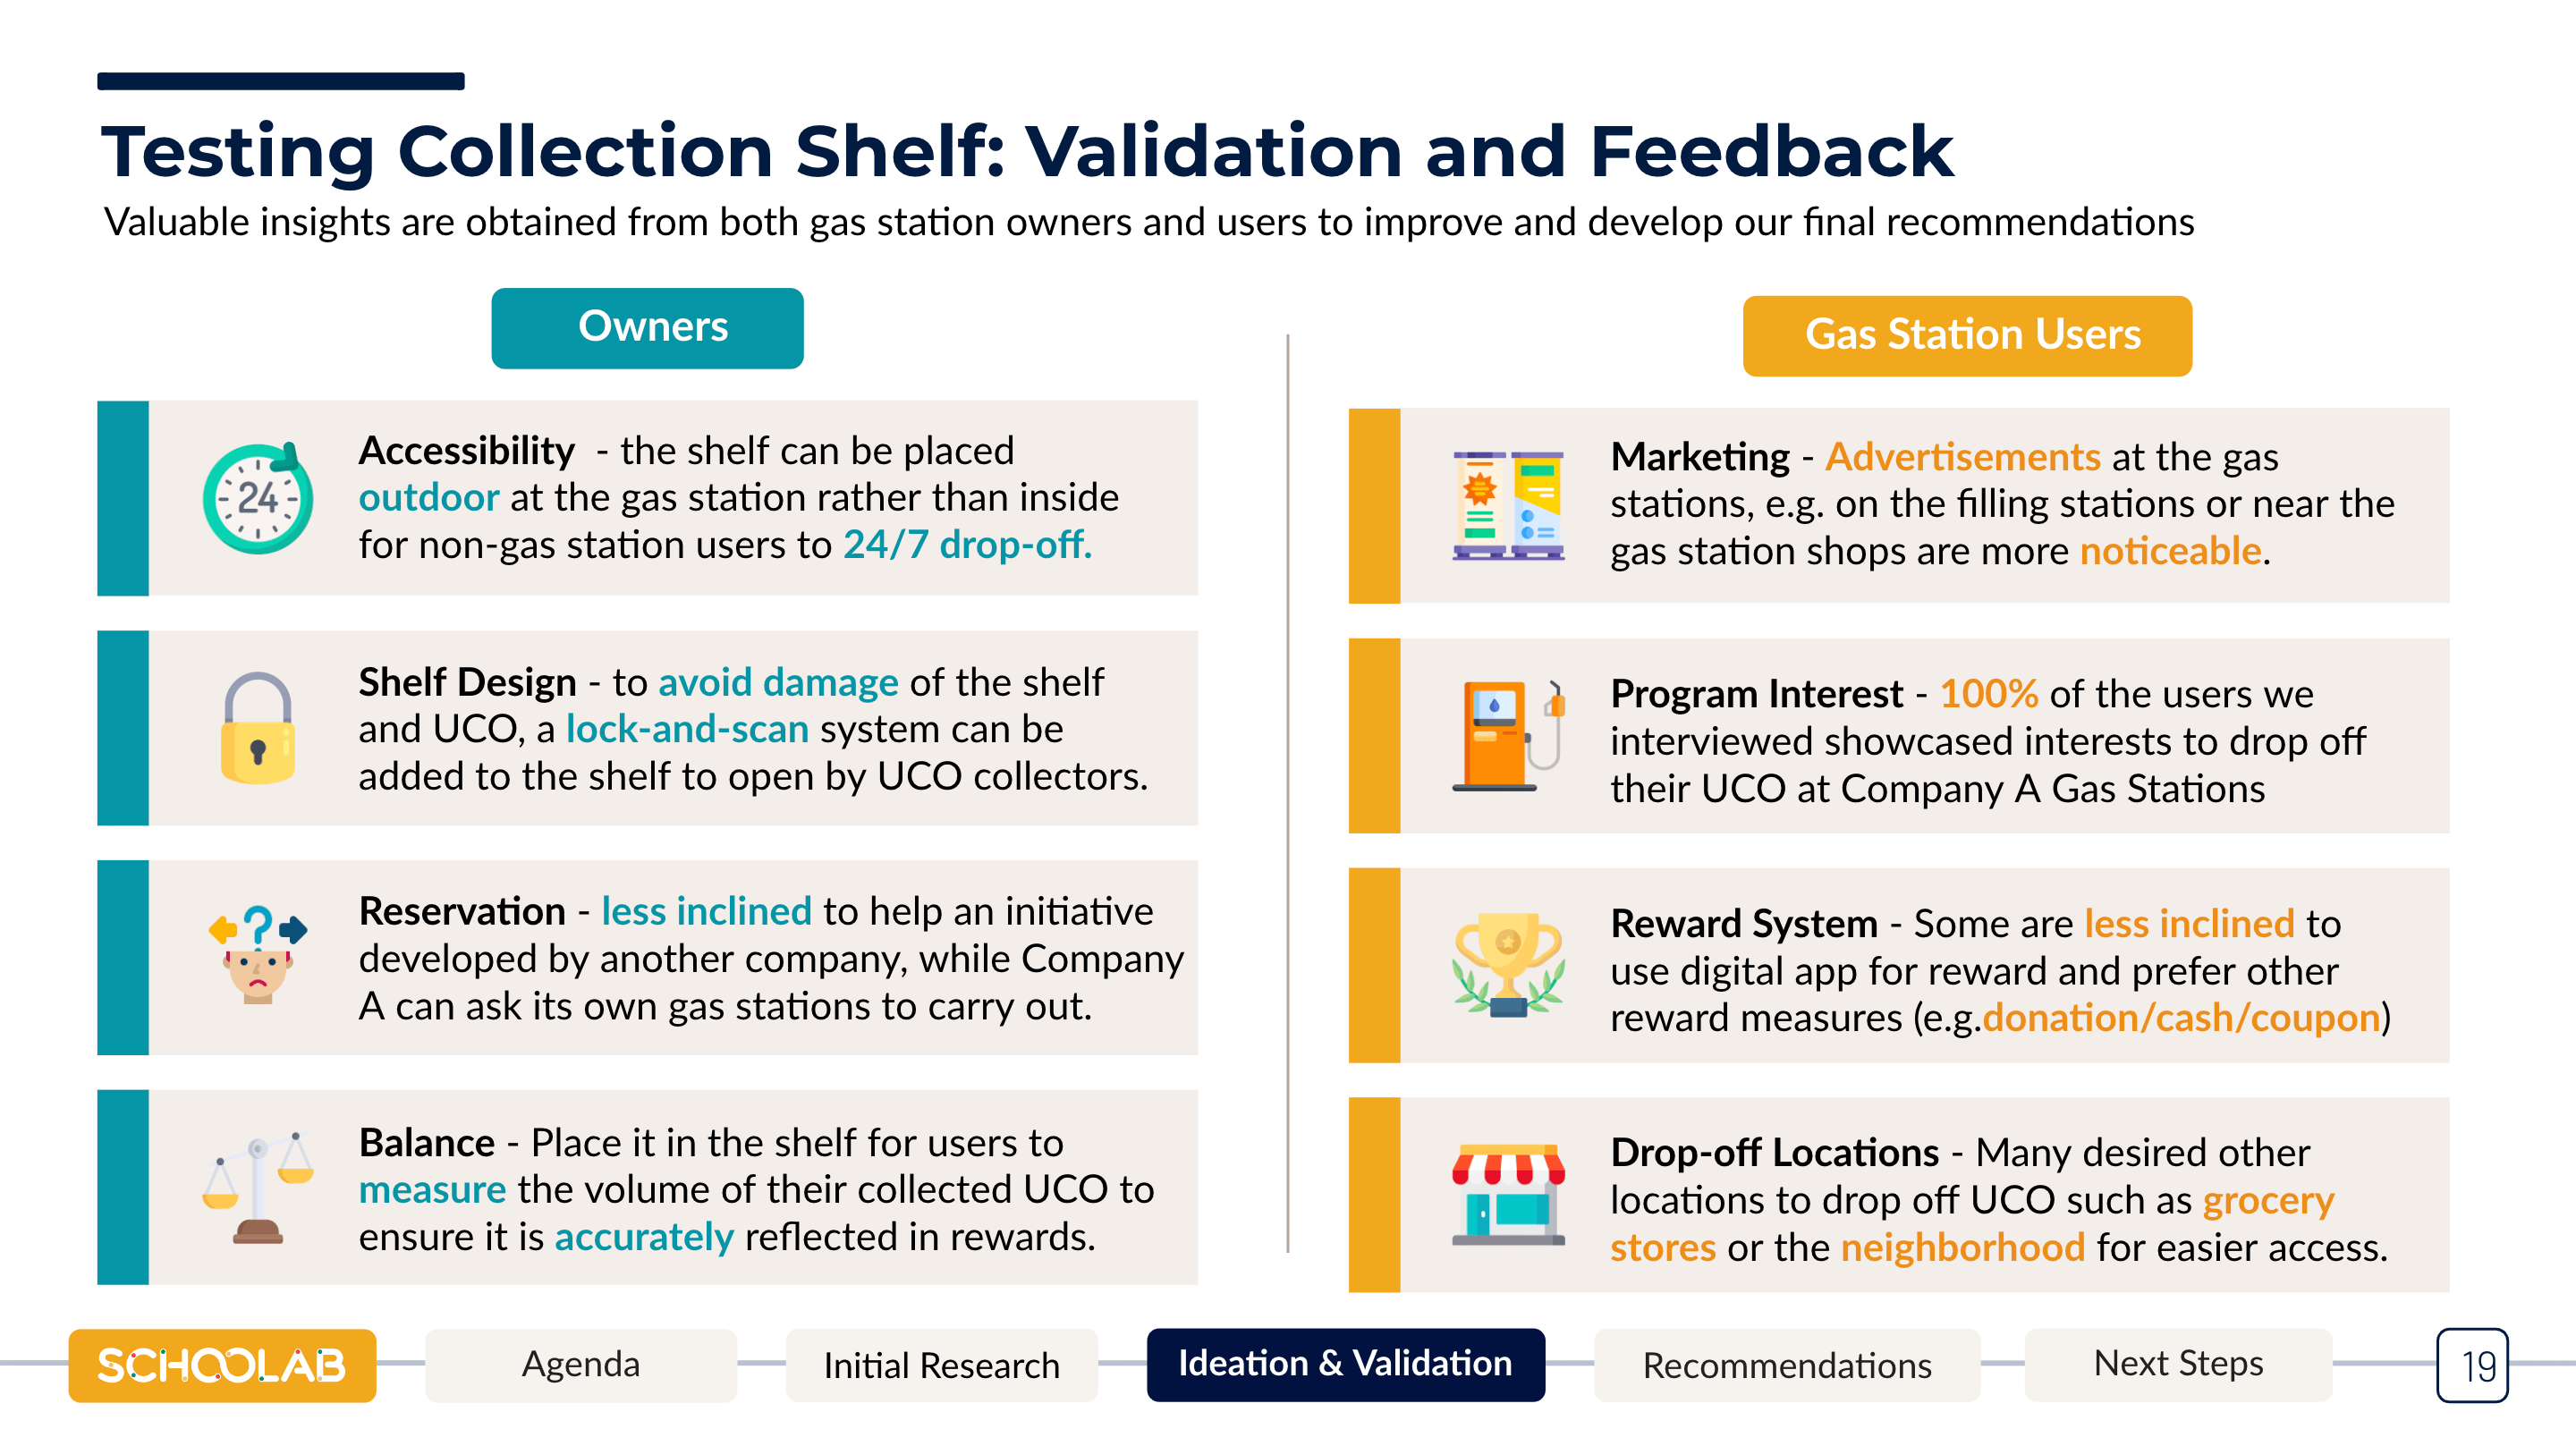 Testing Collection Shelf: Validation and Feedback
Valuable insights are obtained from both gas station owners and users to improve and develop our final recommendations
Owners
24
Accessibility  - the shelf can be placed
outdoor at the gas station rather than inside
for non-gas station users to 24/7 drop-off.
Shelf Design - to avoid damage of the shelf
and UCO, a lock-and-scan system can be
added to the shelf to open by UCO collectors.
Reservation - less inclined to help an initiative
developed by another company, while Company
A can ask its own gas stations to carry out.
Balance - Place it in the shelf for users to
measure the volume of their collected UCO to
ensure it is accurately reflected in rewards.
Gas Station Users
Marketing - Advertisements at the gas
stations, e.g. on the filling stations or near the
gas station shops are more noticeable.
Program Interest - 100% of the users we
interviewed showcased interests to drop off
their UCO at Company A Gas Stations
Reward System - Some are less inclined to
use digital app for reward and prefer other
reward measures (e.g.donation/cash/coupon)
Drop-off Locations - Many desired other
locations to drop off UCO such as grocery
stores or the neighborhood for easier access.
SCHOOLAB
Agenda
Initial Research
Ideation & Validation
Recommendations
Next Steps
19